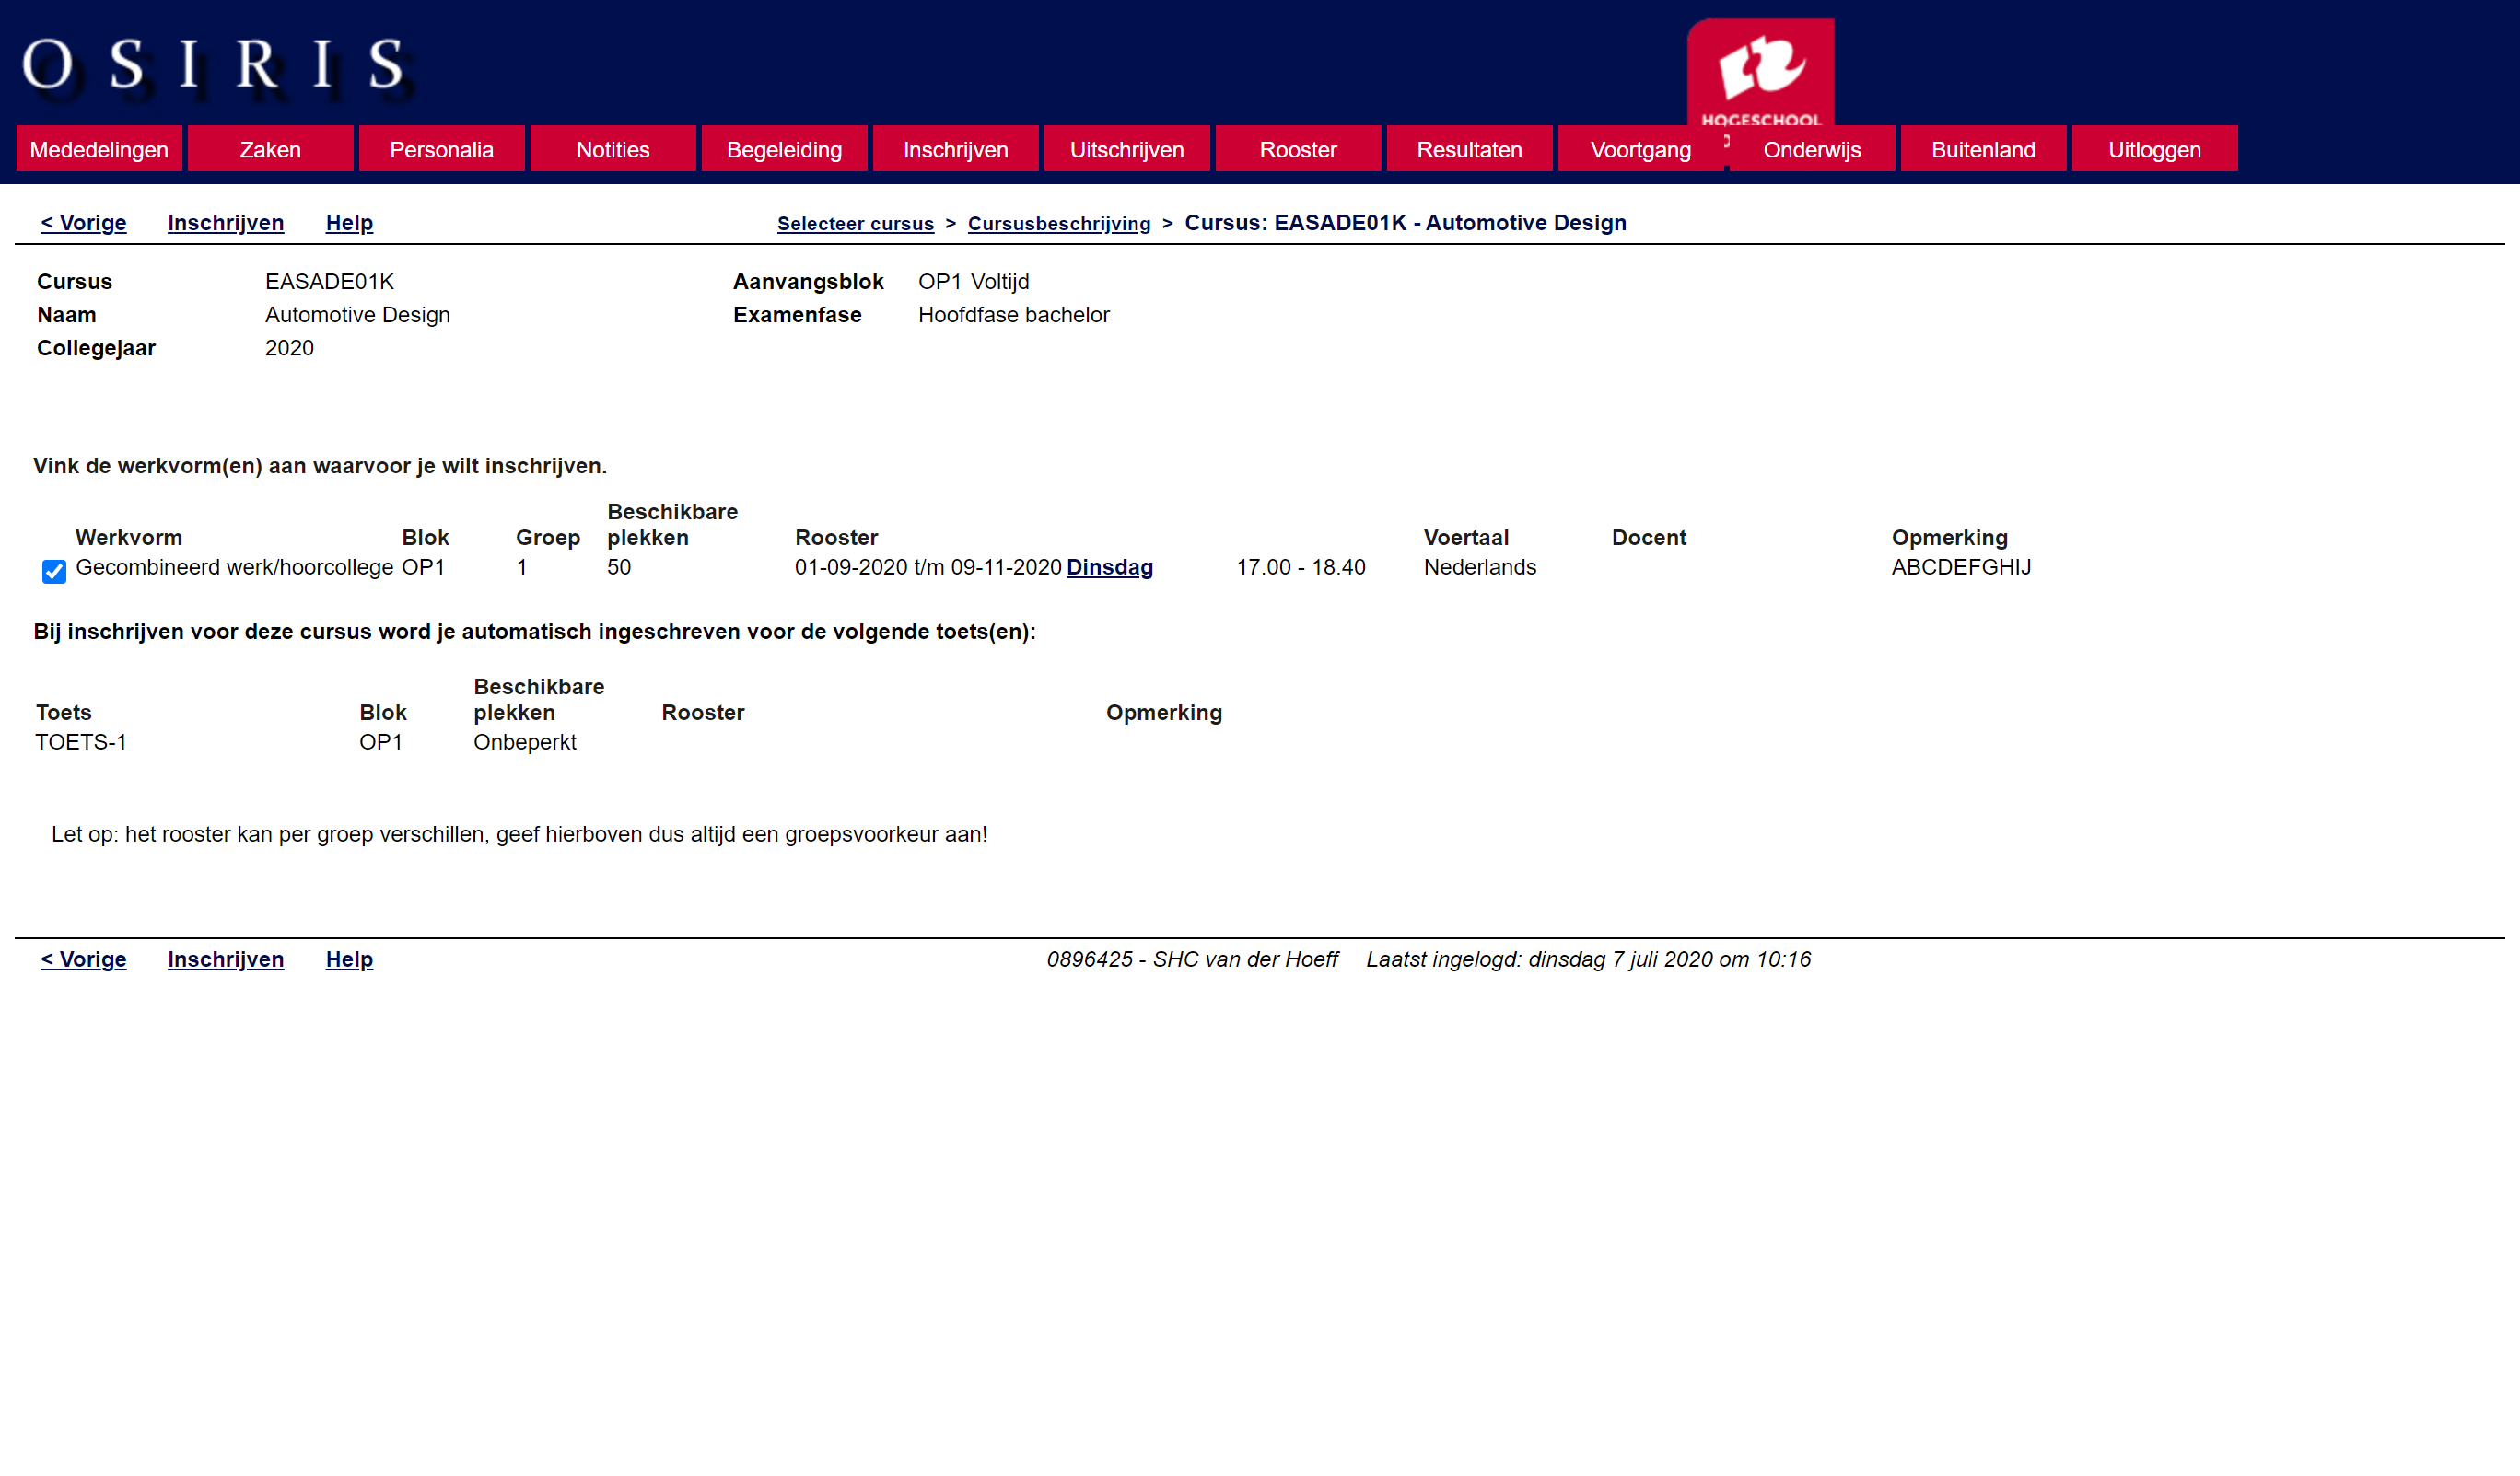 OSIRIS
HOGESCHOOL
Mededelingen Zaken Personalia Notities Begeleiding Inschrijven Uitschrijven Rooster Resultaten Voortgang Onderwijs Buitenland Uitloggen
< Vorige Inschrijven Help Selecteer cursus > Cursusbeschrijving > Cursus: EASADE01K - Automotive Design
Cursus EASADE01K Aanvangsblok OP1 Voltijd
Naam Automotive Design Examenfase Hoofdfase bachelor
Collegejaar 2020
Vink de werkvorm(en) aan waarvoor je wilt inschrijven.
Werkvorm Blok Groep Beschikbare plekken Rooster Voertaal Docent Opmerking
Gecombineerd werk/hoorcollege OP1 1 50 01-09-2020 t/m 09-11-2020 Dinsdag 17.00 - 18.40 Nederlands ABCDEFGHIJ
Bij inschrijven voor deze cursus word je automatisch ingeschreven voor de volgende toets(en):
Toets Blok Beschikbare plekken Rooster Opmerking
TOETS-1 OP1 Onbeperkt
Let op: het rooster kan per groep verschillen, geef hierboven dus altijd een groepsvoorkeur aan!
< Vorige Inschrijven Help 0896425 - SHC van der Hoeff Laatst ingelogd: dinsdag 7 juli 2020 om 10:16